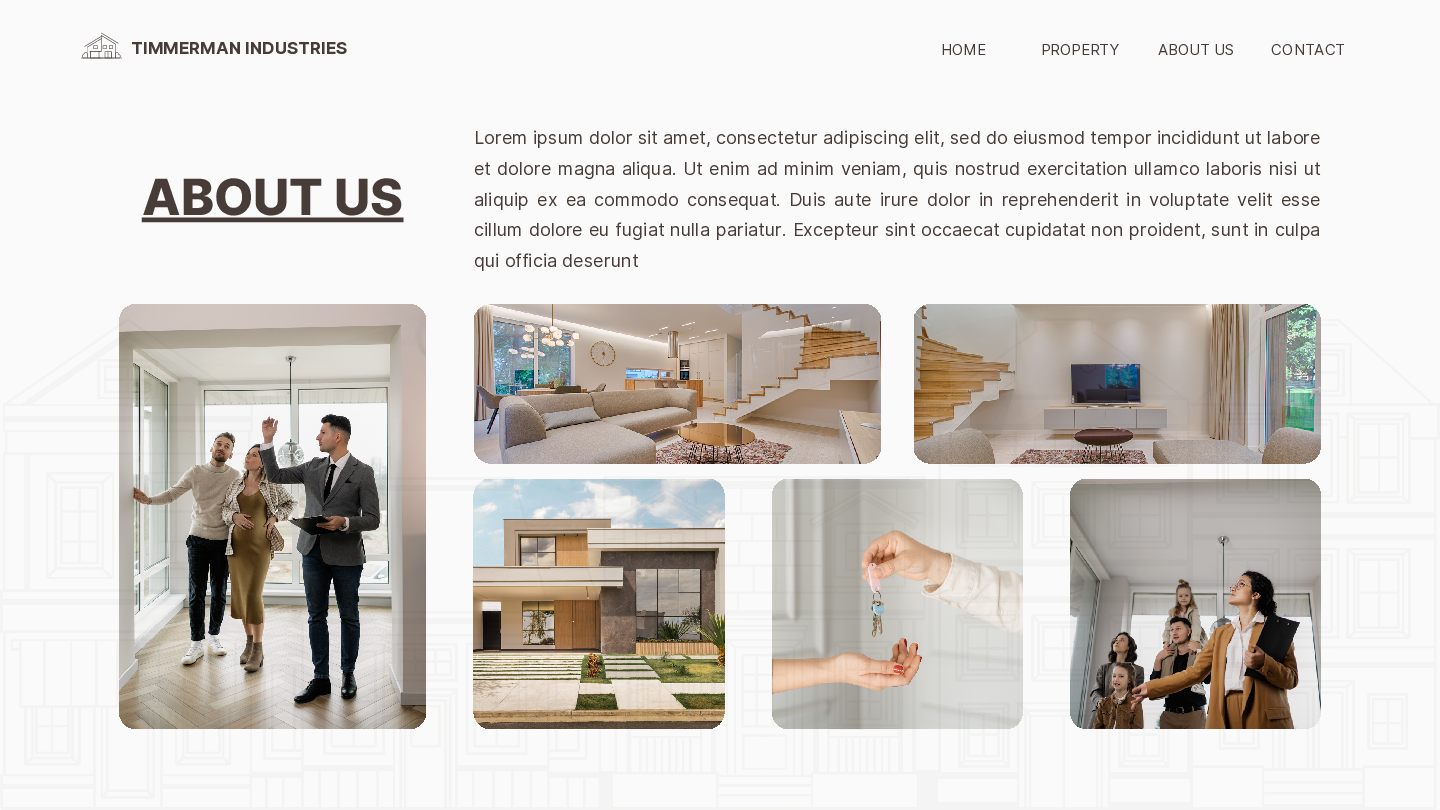 TIMMERMAN INDUSTRIES
HOME PROPERTY ABOUT US CONTACT
ABOUT US
Lorem ipsum dolor sit amet, consectetur adipiscing elit, sed do eiusmod tempor incididunt ut labore
et dolore magna aliqua. Ut enim ad minim veniam, quis nostrud exercitation ullamco laboris nisi ut
aliquip ex ea commodo consequat. Duis aute irure dolor in reprehenderit in voluptate velit esse
cillum dolore eu fugiat nulla pariatur. Excepteur sint occaecat cupidatat non proident, sunt in culpa
qui officia deserunt